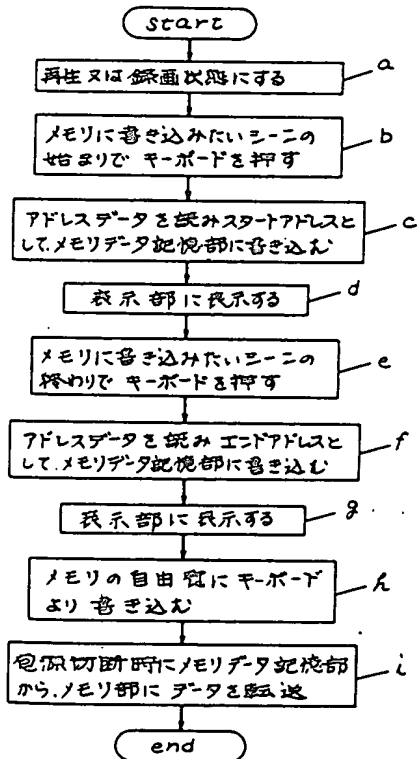 start
再生又は録画状態にする
a
メモリに書き込みたいシーンの
始まりでキーボードを押す
b
アドレスデータを読みスタートアドレスと
して、メモリデータ記憶部に書き込む
c
表示部に表示する
d
メモリに書き込みたいシーンの
終わりでキーボードを押す
e
アドレスデータを読みエンドアドレスと
して、メモリデータ記憶部に書き込む
f
表示部に表示する
g
メモリの自由 にキーボード
より書き込む
h
電源切断時にメモリデータ記憶部
から、メモリ部にデータを転送
i
end